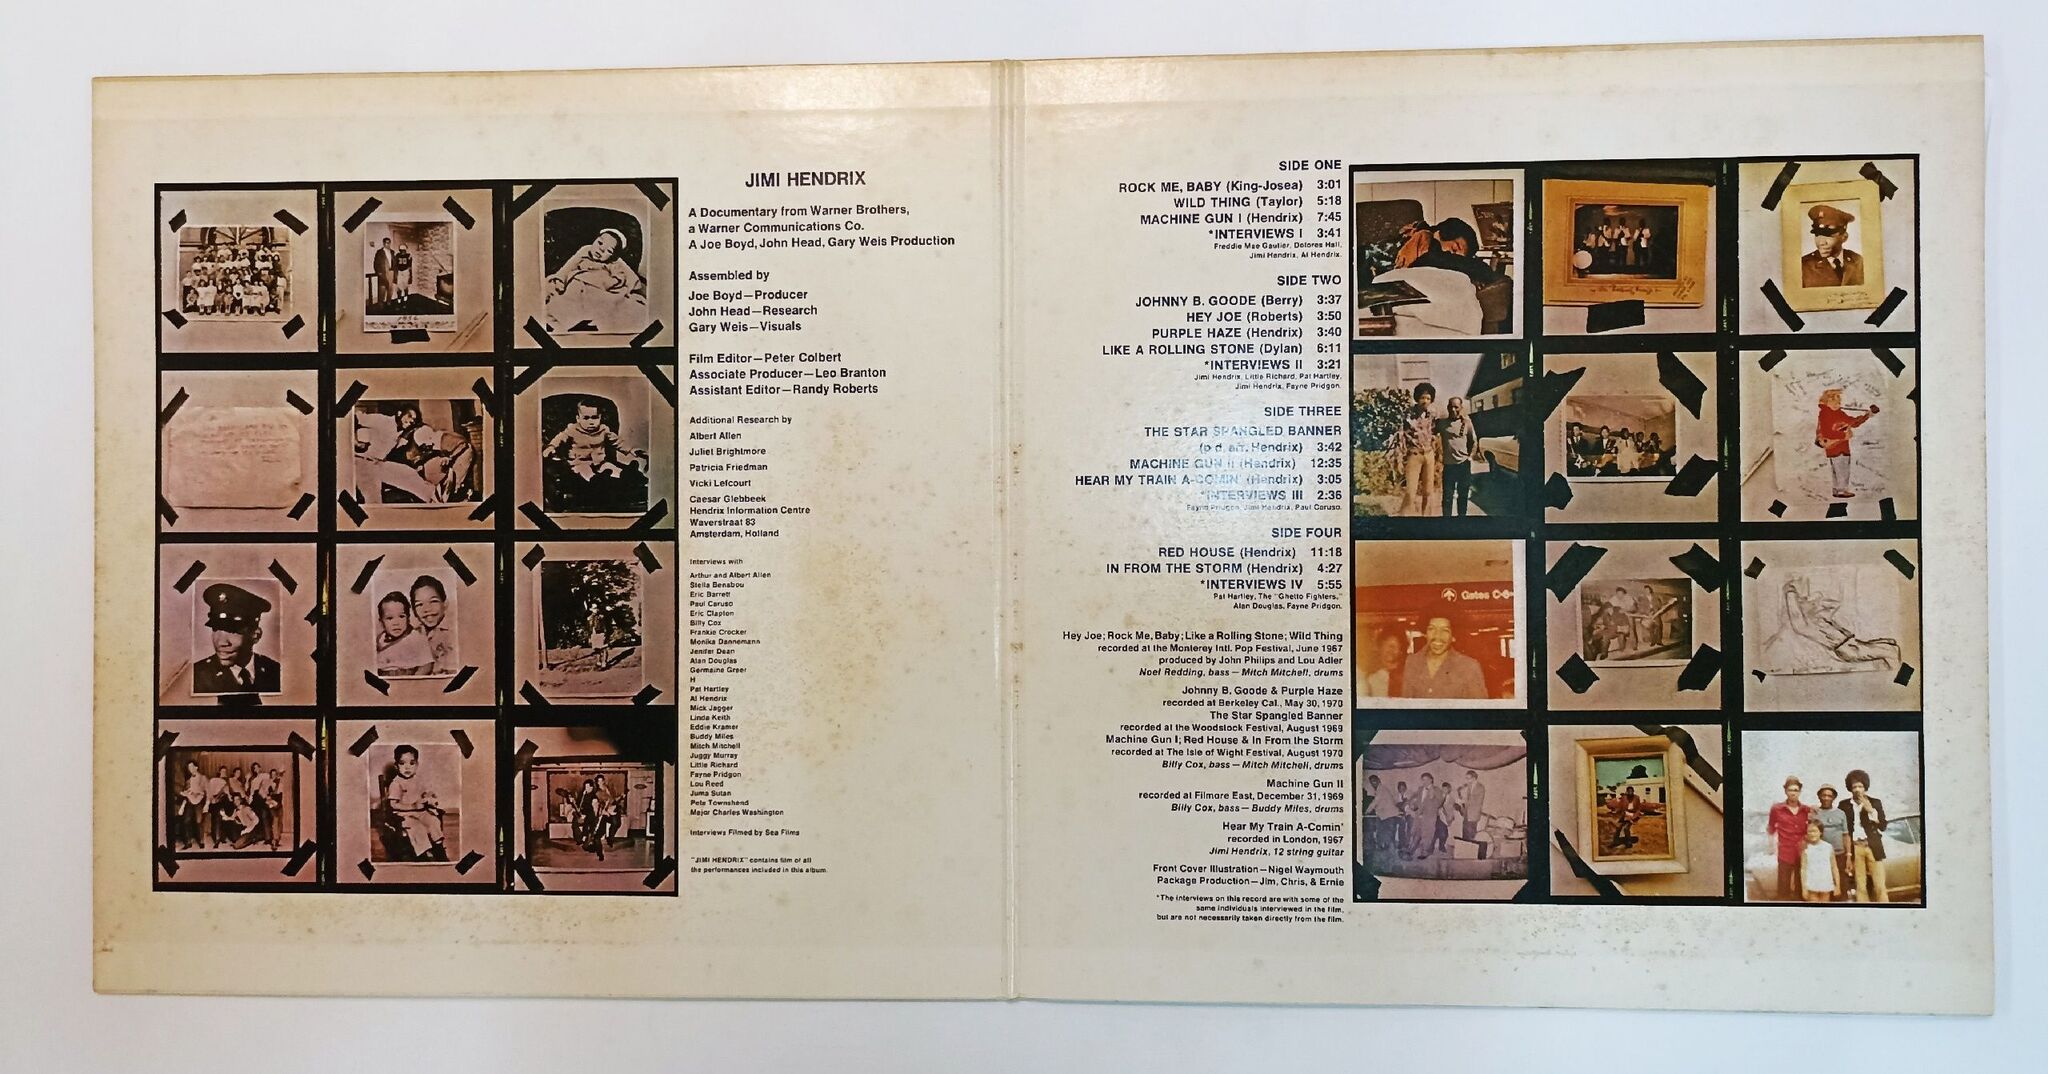 JIMI HENDRIX
A Documentary from Warner Brothers,
a Warner Communications Co.
A Joe Boyd, John Head, Gary Weis Production
Assembled by
Joe Boyd—Producer
John Head—Research
Gary Weis—Visuals
Film Editor—Peter Colbert
Associate Producer—Leo Branton
Assistant Editor—Randy Roberts
Additional Research by
Albert Allen
Juliet Brightmore
Patricia Friedman
Vicki Lefcourt
Caesar Glebbeek
Hendrix Information Centre
Waverstraat 83
Amsterdam, Holland
Interviews with
Arthur and Albert Allen
Stella Benabou
Eric Barrett
Paul Caruso
Eric Clapton
Billy Cox
Frankie Crocker
Monika Dannemann
Jenifer Dean
Alan Douglas
Germaine Greer
H
Pat Hartley
Al Hendrix
Mick Jagger
Linda Keith
Eddie Kramer
Buddy Miles
Mitch Mitchell
Juggy Murray
Little Richard
Fayne Pridgon
Lou Reed
Juma Sutan
Pete Townshend
Major Charles Washington
Interviews Filmed by Sea Films
"JIMI HENDRIX" contains film of all
the performances included in this album.
SIDE ONE
ROCK ME, BABY (King-Josea) 3:01
WILD THING (Taylor) 5:18
MACHINE GUN I (Hendrix) 7:45
*INTERVIEWS I 3:41
Freddie Mae Gautier, Dolores Hall,
Jimi Hendrix, Al Hendrix.
SIDE TWO
JOHNNY B. GOODE (Berry) 3:37
HEY JOE (Roberts) 3:50
PURPLE HAZE (Hendrix) 3:40
LIKE A ROLLING STONE (Dylan) 6:11
*INTERVIEWS II 3:21
Jimi Hendrix, Little Richard, Pat Hartley,
Jimi Hendrix, Fayne Pridgon.
SIDE THREE
THE STAR SPANGLED BANNER
(p.d. arr. Hendrix) 3:42
MACHINE GUN II (Hendrix) 12:35
HEAR MY TRAIN A-COMIN' (Hendrix) 3:05
*INTERVIEWS III 2:36
Fayne Pridgon, Jimi Hendrix, Paul Caruso.
SIDE FOUR
RED HOUSE (Hendrix) 11:18
IN FROM THE STORM (Hendrix) 4:27
*INTERVIEWS IV 5:55
Pat Hartley, The "Ghetto Fighters,"
Alan Douglas, Fayne Pridgon.
Hey Joe; Rock Me, Baby; Like a Rolling Stone; Wild Thing
recorded at the Monterey Intl. Pop Festival, June 1967
produced by John Philips and Lou Adler
Noel Redding, bass — Mitch Mitchell, drums
Johnny B. Goode & Purple Haze
recorded at Berkeley Cal., May 30, 1970
The Star Spangled Banner
recorded at the Woodstock Festival, August 1969
Machine Gun I; Red House & In From the Storm
recorded at The Isle of Wight Festival, August 1970
Billy Cox, bass — Mitch Mitchell, drums
Machine Gun II
recorded at Filmore East, December 31, 1969
Billy Cox, bass — Buddy Miles, drums
Hear My Train A-Comin'
recorded in London, 1967
Jimi Hendrix, 12 string guitar
Front Cover Illustration — Nigel Waymouth
Package Production — Jim, Chris, & Ernie
*The interviews on this record are with some of the
same individuals interviewed in the film,
but are not necessarily taken directly from the film.
Gates C-6